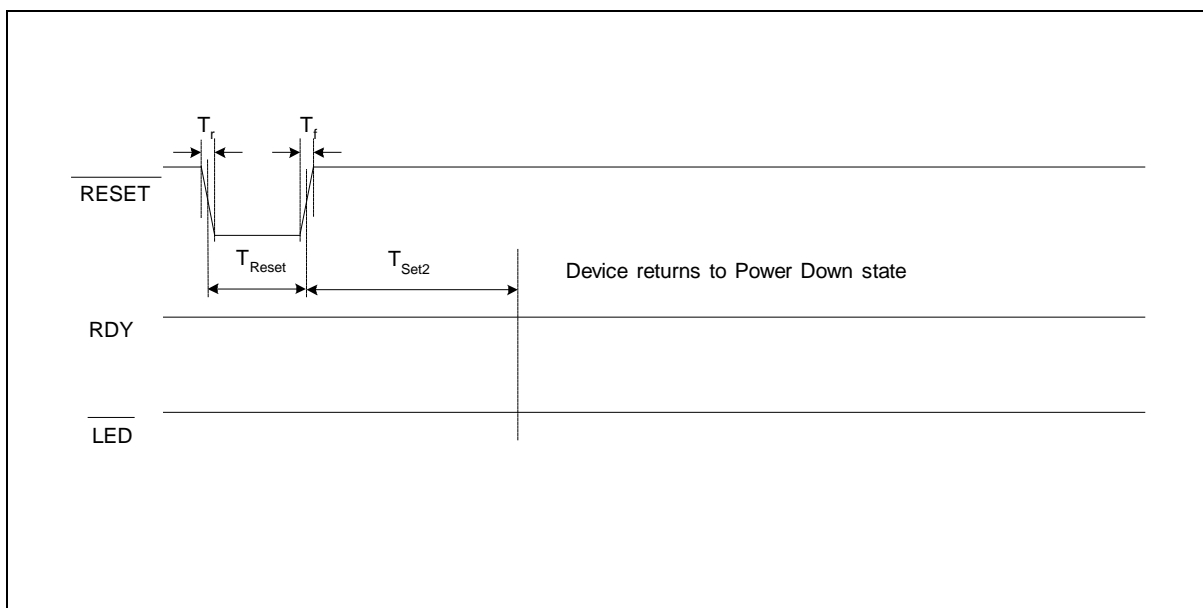 Tr
Tf
RESET
TReset
TSet2
Device returns to Power Down state
RDY
LED